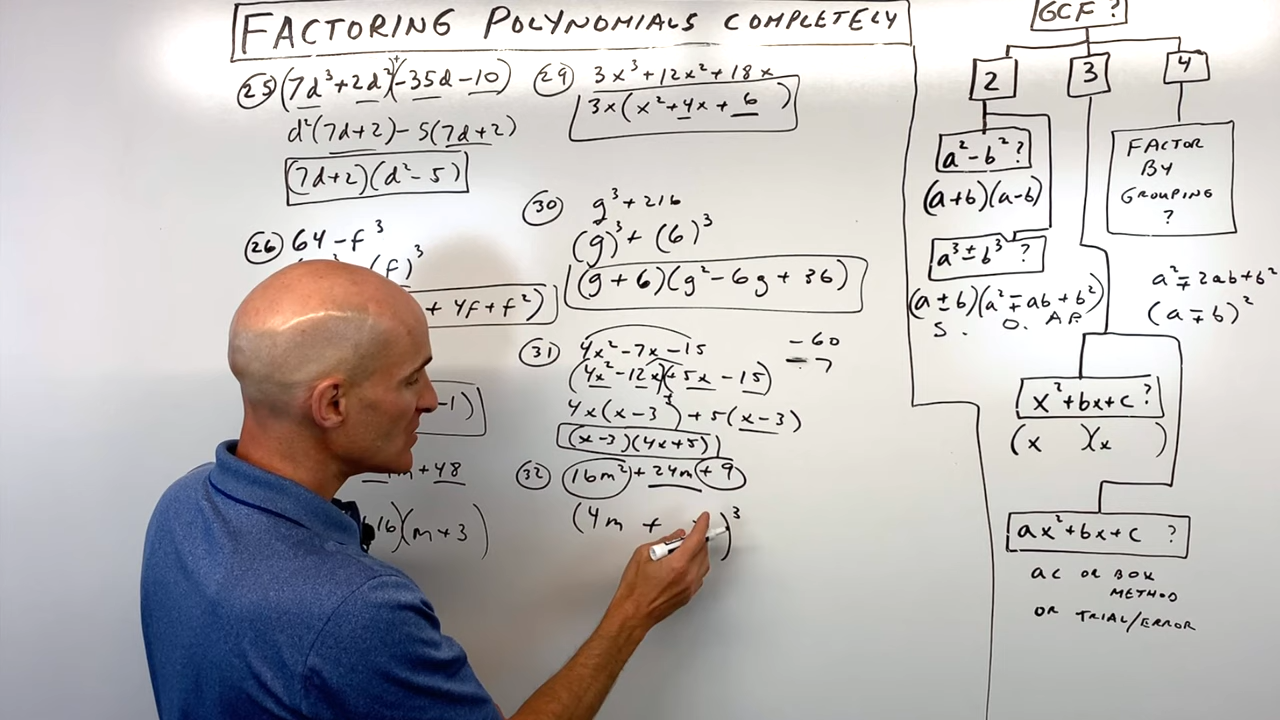 FACTORING POLYNOMIALS COMPLETELY
25 (7d³+2d²)+(-35d-10)
d²(7d+2)-5(7d+2)
(7d+2)(d²-5)
26 64-f³
(f)³
+4f+f²)
-1)
m+48
16)(m+3)
29 3x³+12x²+18x
3x(x²+4x+6)
30 g³+216
(g)³+(6)³
(g+6)(g²-6g+36)
31 4x²-7x-15
-60
-7
(4x²-12x)+(+5x-15)
4x(x-3)+5(x-3)
(x-3)(4x+5)
32 16m²+24m+9
(4m + )³
GCF?
2 3 4
a²-b²?
(a+b)(a-b)
a³±b³?
(a±b)(a²∓ab+b²)
S. O. A.P.
FACTOR
BY
GROUPING
?
a²∓2ab+b²
(a∓b)²
x²+bx+c?
(x )(x )
ax²+bx+c ?
ac OR BOX
METHOD
OR TRIAL/ERROR